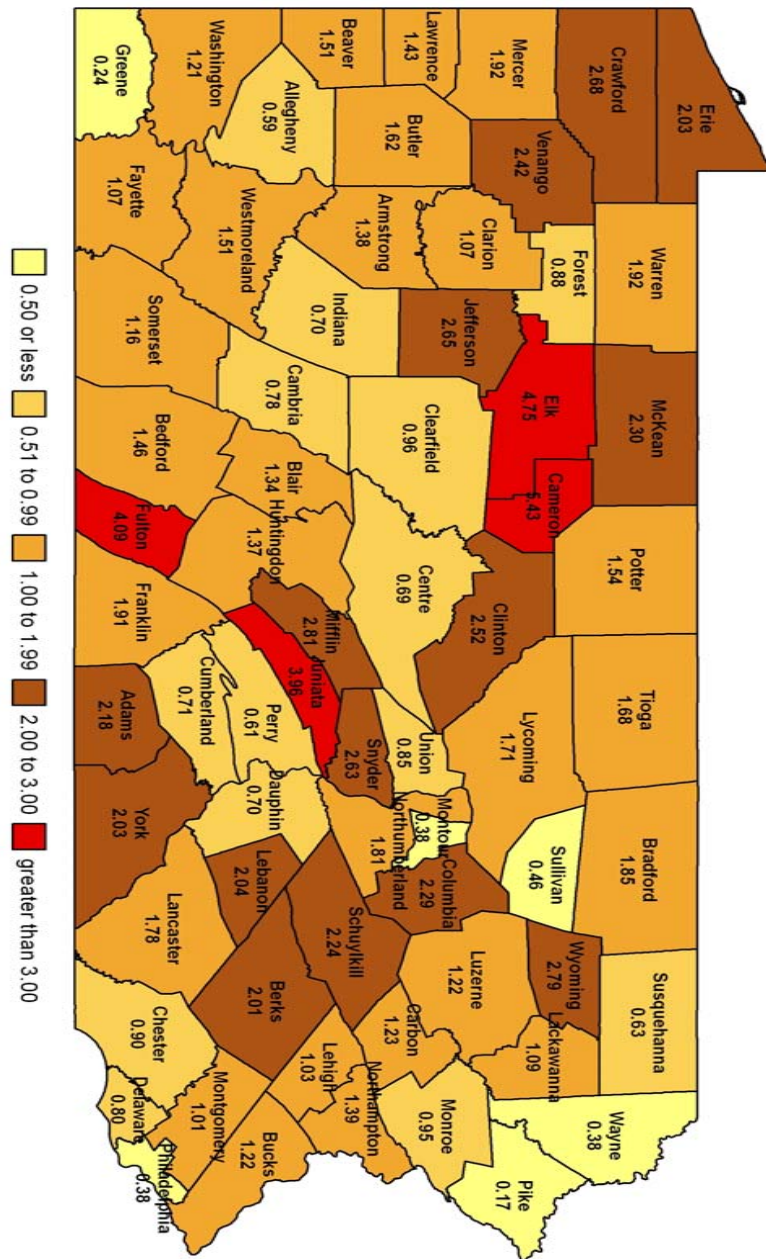 Erie
2.03
Crawford
2.68
Warren
1.92
McKean
2.30
Potter
1.54
Tioga
1.68
Bradford
1.85
Susquehanna
0.63
Wayne
0.38
Mercer
1.92
Venango
2.42
Forest
0.88
Elk
4.75
Cameron
5.43
Clinton
2.52
Lycoming
1.71
Sullivan
0.46
Wyoming
2.79
Lackawanna
1.09
Pike
0.17
Lawrence
1.43
Butler
1.62
Clarion
1.07
Jefferson
2.65
Clearfield
0.96
Centre
0.69
Union
0.85
Montour
0.38
Columbia
2.29
Luzerne
1.22
Monroe
0.95
Beaver
1.51
Armstrong
1.38
Indiana
0.70
Snyder
2.63
Northumberland
1.81
Carbon
1.23
Northampton
1.39
Allegheny
0.59
Westmoreland
1.51
Cambria
0.78
Blair
1.34
Huntingdon
1.37
Mifflin
2.81
Juniata
3.96
Perry
0.61
Dauphin
0.70
Schuylkill
2.24
Lehigh
1.03
Washington
1.21
Lebanon
2.04
Berks
2.01
Bucks
1.22
Cumberland
0.71
Montgomery
1.01
Greene
0.24
Fayette
1.07
Somerset
1.16
Bedford
1.46
Fulton
4.09
Franklin
1.91
Adams
2.18
York
2.03
Lancaster
1.78
Chester
0.90
Delaware
0.80
Philadelphia
0.38
0.50 or less
0.51 to 0.99
1.00 to 1.99
2.00 to 3.00
greater than 3.00